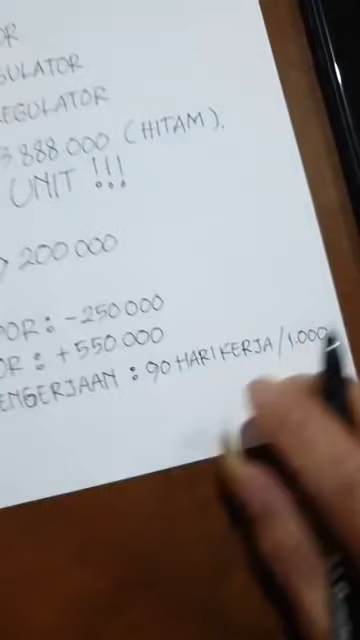 OR
GULATOR
REGULATOR
3 888 000 (HITAM).
UNIT !!!
200 000
OR : -250 000
OR : +550 000
ENGERJAAN : 90 HARI KERJA / 1.000